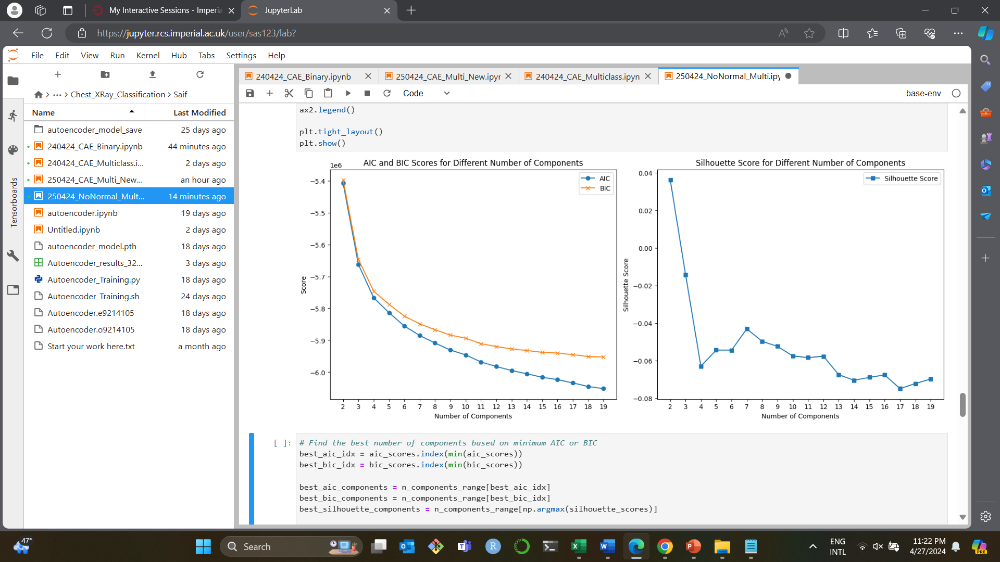 My Interactive Sessions - Imperia
JupyterLab
https://jupyter.rcs.imperial.ac.uk/user/sas123/lab?
File Edit View Run Kernel Hub Tabs Settings Help
240424_CAE_Binary.ipynb
250424_CAE_Multi_New.ipyr
240424_CAE_Multiclass.ipyn
250424_NoNormal_Multi.ipy
Code
base-env
… > Chest_XRay_Classification > Saif
Name Last Modified
autoencoder_model_save 25 days ago
240424_CAE_Binary.ipynb 44 minutes ago
240424_CAE_Multiclass.i... 2 days ago
250424_CAE_Multi_New... an hour ago
250424_NoNormal_Mult... 14 minutes ago
autoencoder.ipynb 19 days ago
Untitled.ipynb 2 days ago
autoencoder_model.pth 18 days ago
Autoencoder_results_32... 3 days ago
Autoencoder_Training.py 18 days ago
Autoencoder_Training.sh 24 days ago
Autoencoder.e9214105 18 days ago
Autoencoder.o9214105 18 days ago
Start your work here.txt a month ago
Tensorboards
ax2.legend()
plt.tight_layout()
plt.show()
AIC and BIC Scores for Different Number of Components
1e6
AIC
BIC
−5.4
−5.5
−5.6
−5.7
−5.8
−5.9
−6.0
Score
2 3 4 5 6 7 8 9 10 11 12 13 14 15 16 17 18 19
Number of Components
Silhouette Score for Different Number of Components
Silhouette Score
0.04
0.02
0.00
−0.02
−0.04
−0.06
−0.08
Silhouette Score
2 3 4 5 6 7 8 9 10 11 12 13 14 15 16 17 18 19
Number of Components
[ ]:
# Find the best number of components based on minimum AIC or BIC
best_aic_idx = aic_scores.index(min(aic_scores))
best_bic_idx = bic_scores.index(min(bic_scores))
best_aic_components = n_components_range[best_aic_idx]
best_bic_components = n_components_range[best_bic_idx]
best_silhouette_components = n_components_range[np.argmax(silhouette_scores)]
47°
Search
ENG
INTL
11:22 PM
4/27/2024
PRE